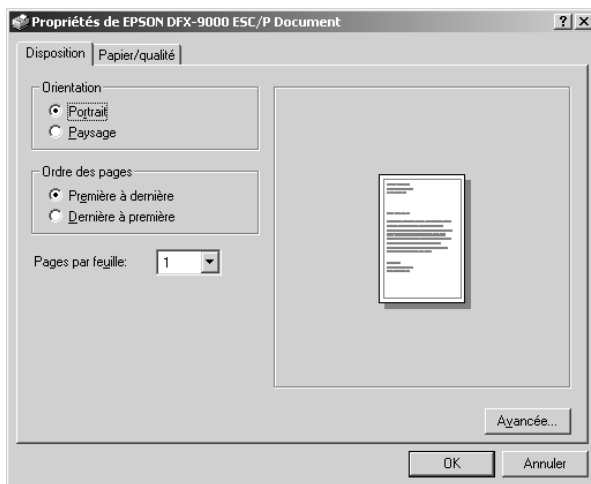 Propriétés de EPSON DFX-9000 ESC/P Document
Disposition
Papier/qualité
Orientation
Portrait
Paysage
Ordre des pages
Première à dernière
Dernière à première
Pages par feuille:
1
Avancée...
OK
Annuler